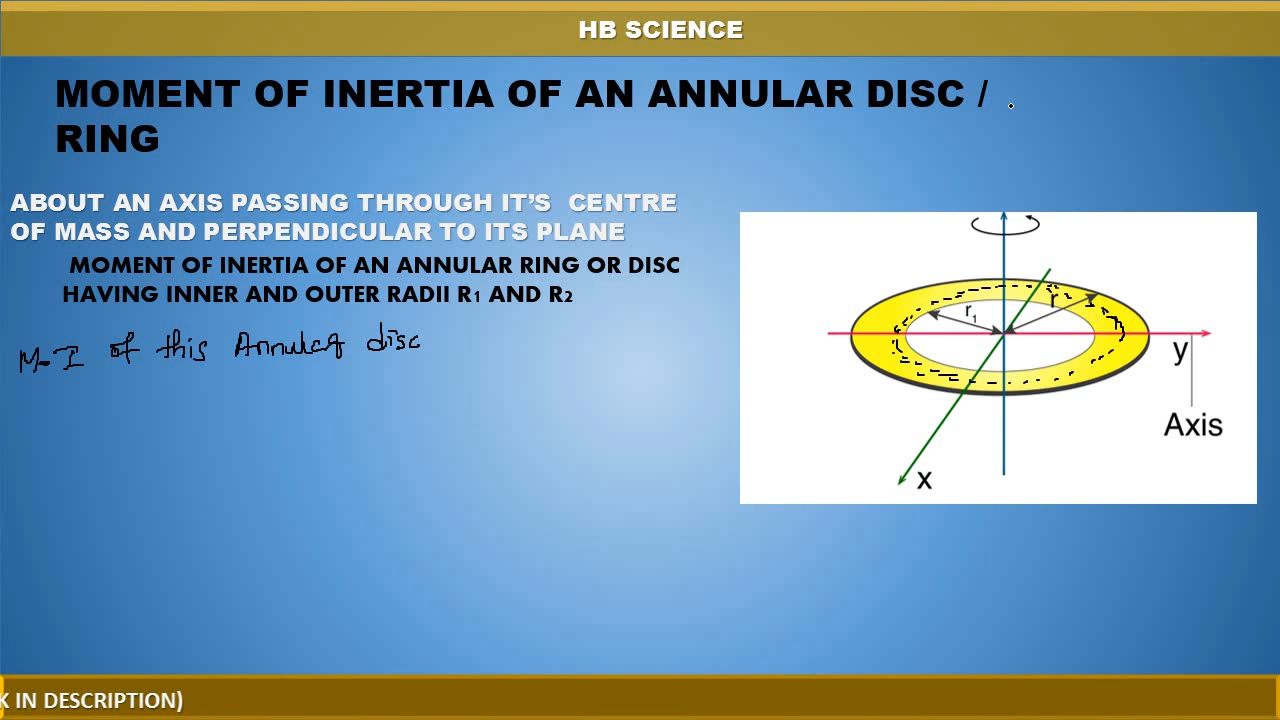 HB SCIENCE
MOMENT OF INERTIA OF AN ANNULAR DISC / .
RING
ABOUT AN AXIS PASSING THROUGH IT’S CENTRE
OF MASS AND PERPENDICULAR TO ITS PLANE
MOMENT OF INERTIA OF AN ANNULAR RING OR DISC
HAVING INNER AND OUTER RADII R1 AND R2
M.I of this Annular disc
r1
r
y
Axis
x
K IN DESCRIPTION)